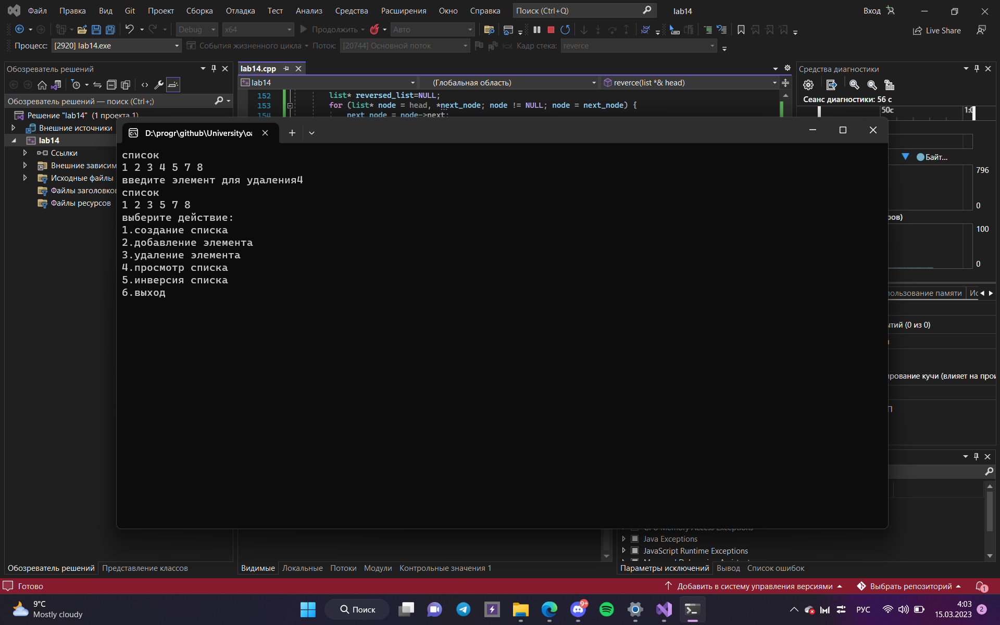 Файл Правка Вид Git Проект Сборка Отладка Тест Анализ Средства Расширения Окно Справка Поиск (Ctrl+Q) lab14 Вход
Debug x64 Продолжить Авто Live Share
Процесс: [2920] lab14.exe События жизненного цикла Поток: [20744] Основной поток Кадр стека: reverce
Обозреватель решений
Обозреватель решений — поиск (Ctrl+;)
Решение "lab14" (1 проекта 1)
Внешние источники
lab14
Ссылки
Внешние зависим
Исходные файлы
Файлы заголовков
Файлы ресурсов
lab14.cpp
lab14 (Глобальная область) reverce(list *& head)
152 list* reversed_list=NULL;
153 for (list* node = head, *next_node; node != NULL; node = next_node) {
154 next_node = node->next;
D:\progr\github\University\oa
список
1 2 3 4 5 7 8
введите элемент для удаления4
список
1 2 3 5 7 8
выберите действие:
1.создание списка
2.добавление элемента
3.удаление элемента
4.просмотр списка
5.инверсия списка
6.выход
Средства диагностики
Сеанс диагностики: 56 с
50с 1:0
Байт...
796
0
ров)
100
0
пользование памяти Ис
ытий (0 из 0)
ирование кучи (влияет на прои
П
Java Exceptions
JavaScript Runtime Exceptions
Обозреватель решений Представление классов
Видимые Локальные Потоки Модули Контрольные значения 1
Параметры исключений Вывод Список ошибок
Готово Добавить в систему управления версиями Выбрать репозиторий 1
9°C
Mostly cloudy
Поиск
9+
РУС
4:03
15.03.2023
2